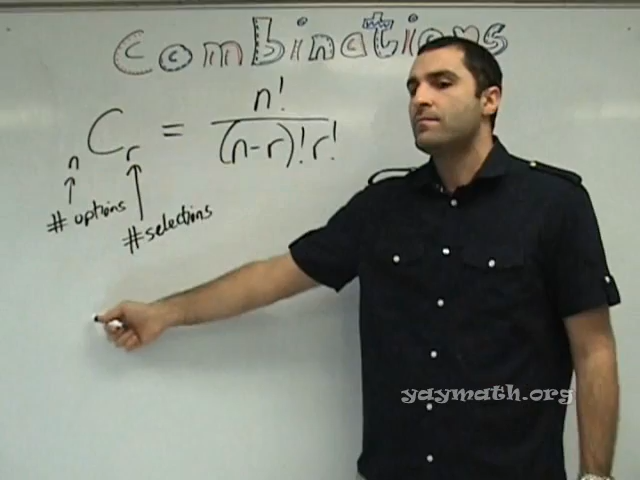 Combinations
nCr = n! / (n-r)! r!
# options
# selections
yaymath.org